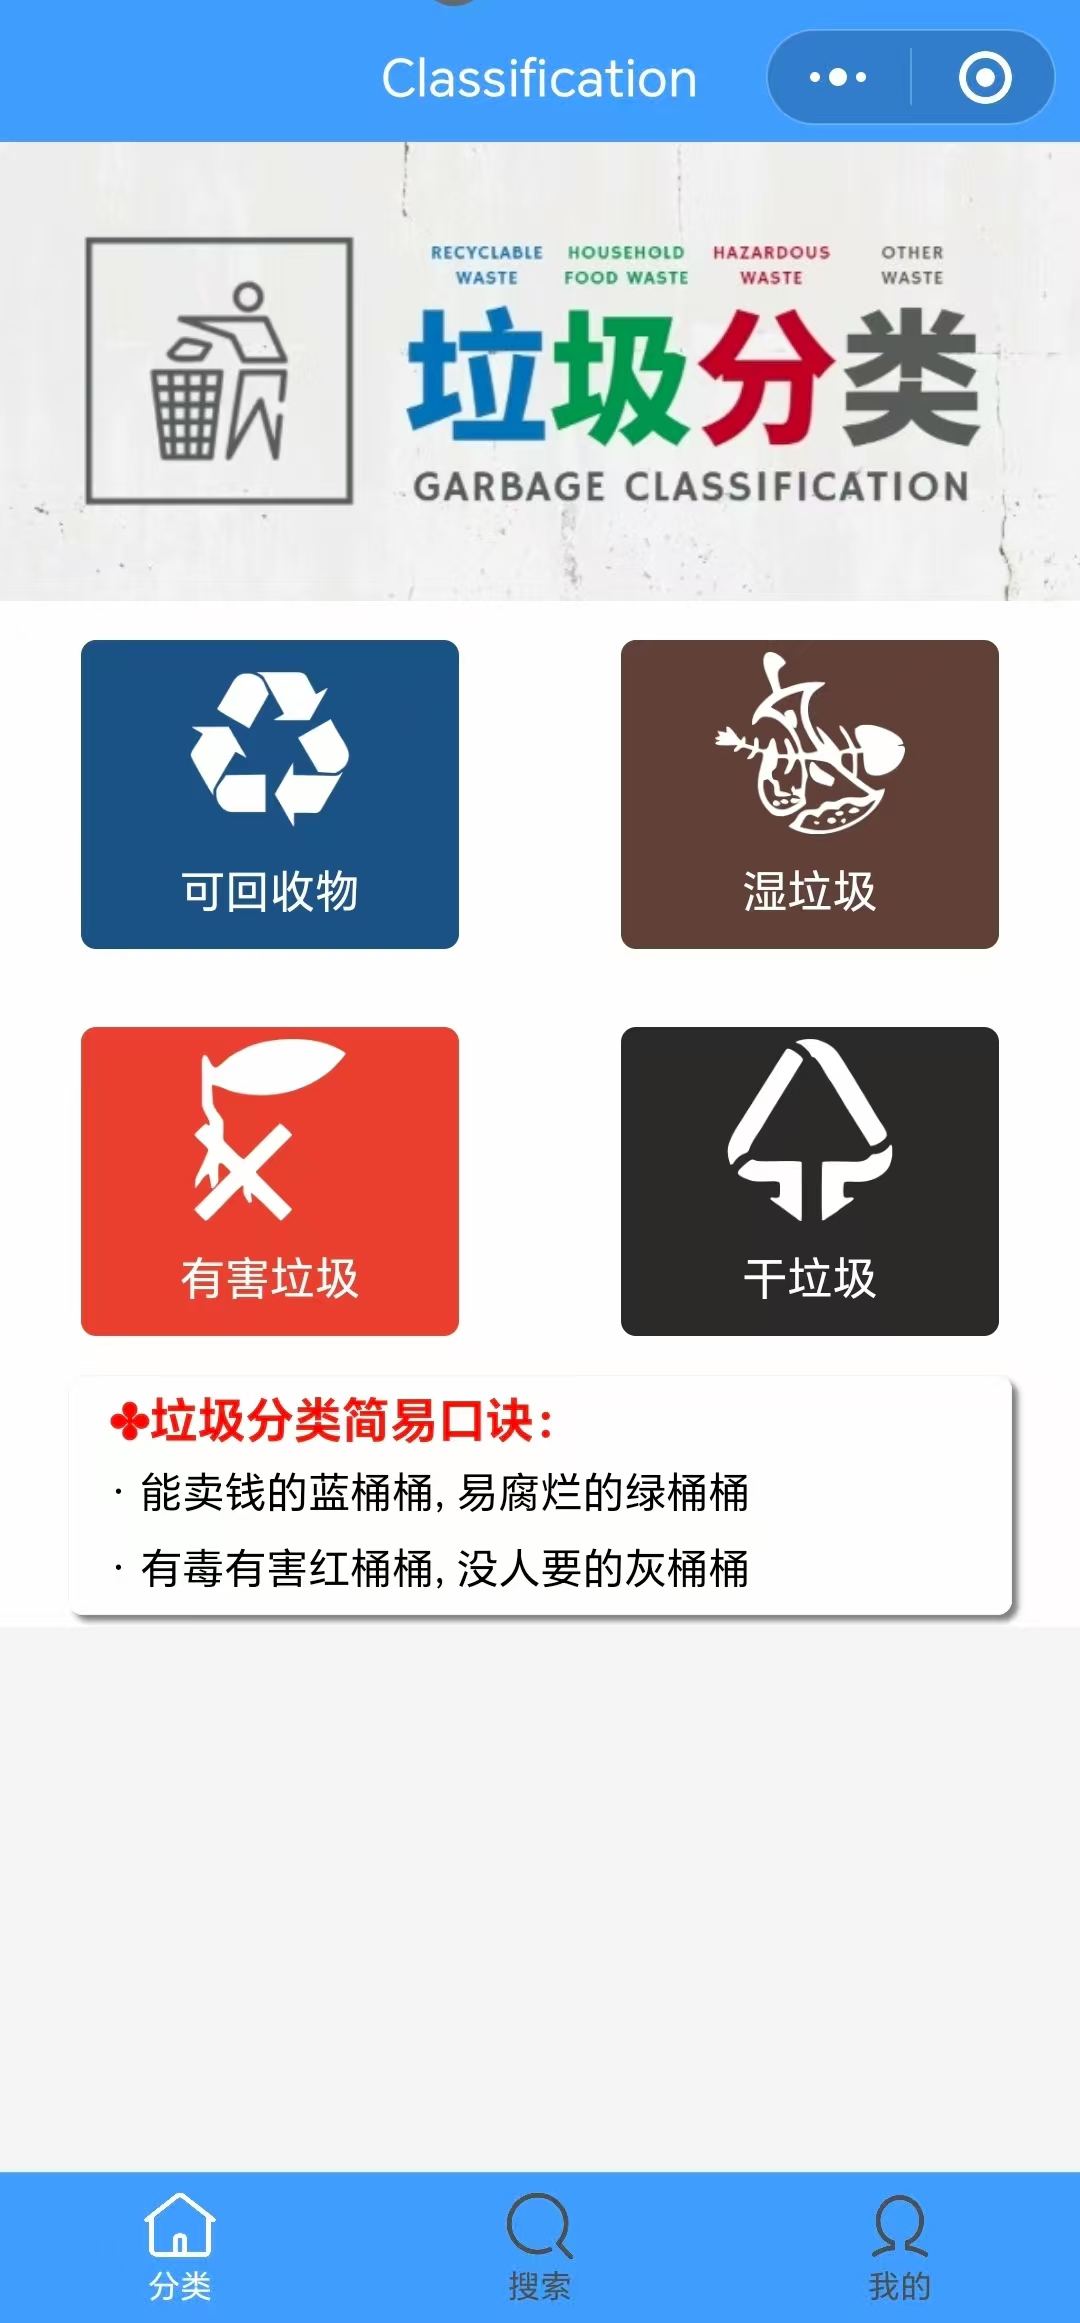 Classification
RECYCLABLE WASTE
HOUSEHOLD FOOD WASTE
HAZARDOUS WASTE
OTHER WASTE
垃圾分类
GARBAGE CLASSIFICATION
可回收物
湿垃圾
有害垃圾
干垃圾
✤垃圾分类简易口诀：
· 能卖钱的蓝桶桶, 易腐烂的绿桶桶
· 有毒有害红桶桶, 没人要的灰桶桶
分类
搜索
我的